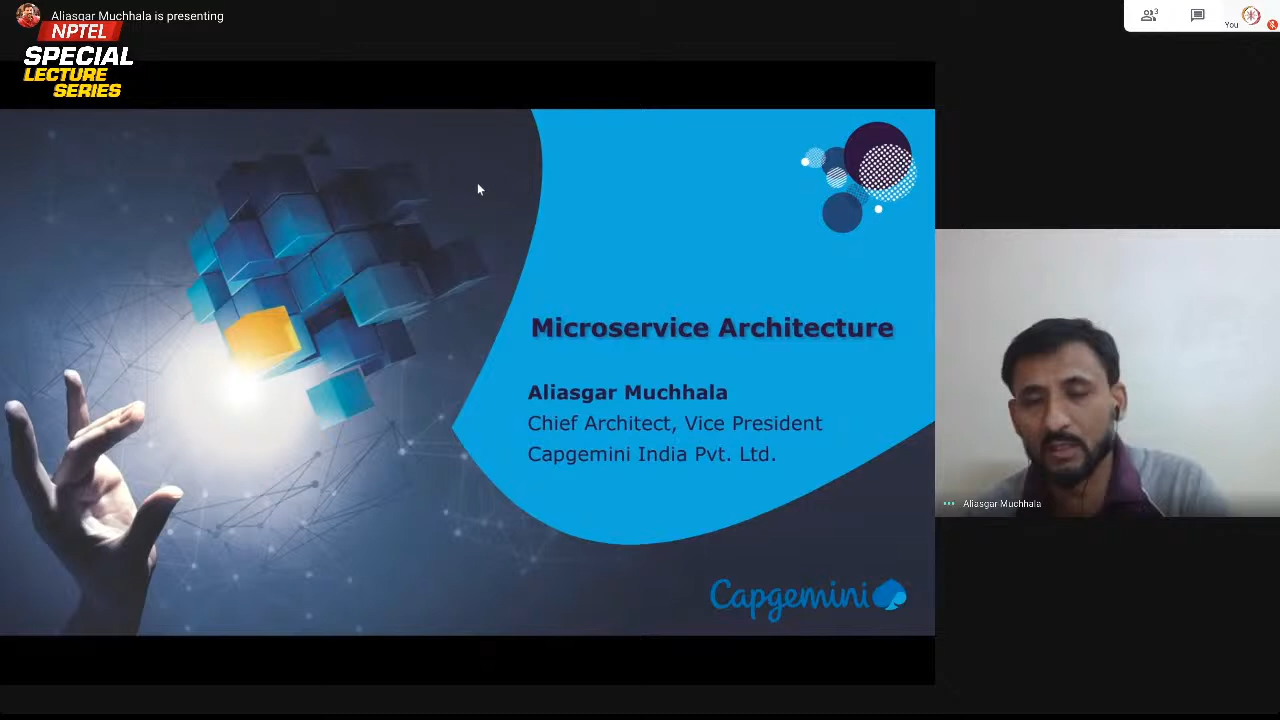 Aliasgar Muchhala is presenting
NPTEL
SPECIAL
LECTURE
SERIES
3
You
Microservice Architecture
Aliasgar Muchhala
Chief Architect, Vice President
Capgemini India Pvt. Ltd.
Capgemini
Aliasgar Muchhala